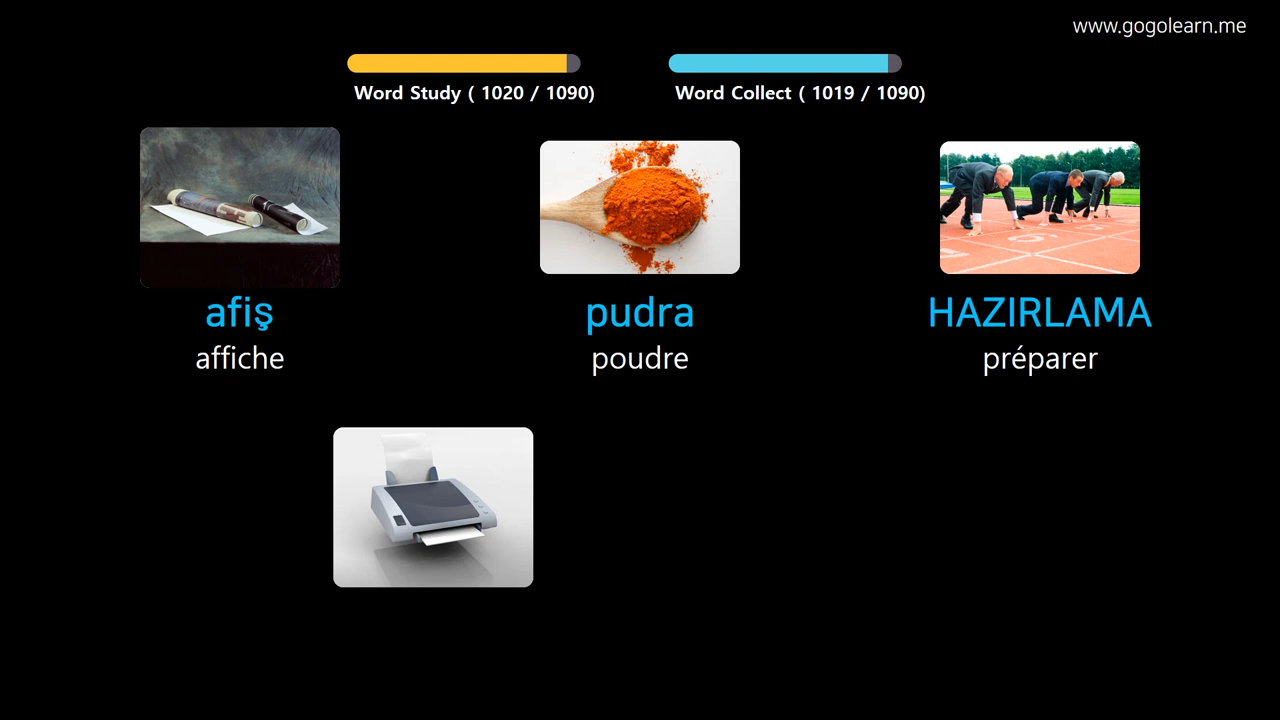 www.gogolearn.me
Word Study ( 1020 / 1090)
Word Collect ( 1019 / 1090)
afiş
affiche
pudra
poudre
HAZIRLAMA
préparer